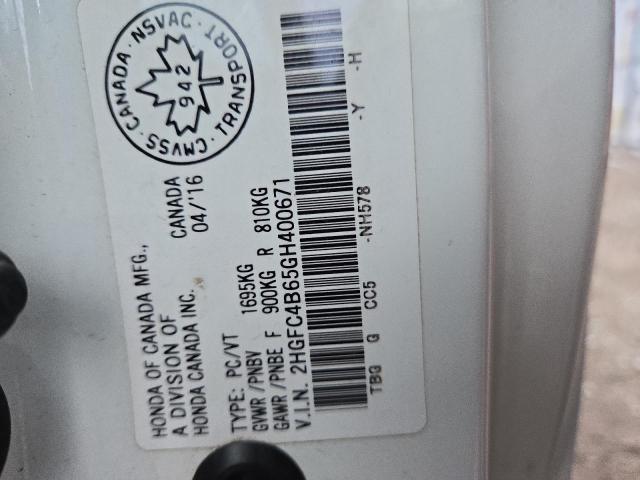 HONDA OF CANADA MFG.,
A DIVISION OF
HONDA CANADA INC.
CANADA
04/'16
CMVSS · CANADA · NSVAC · TRANSPORT ·
942
TYPE: PC/VT
GVWR /PNBV 1695KG
GAWR /PNBE F 900KG R 810KG
V.I.N. 2HGFC4B65GH400671
TBG G CC5 -NH578 -Y -H